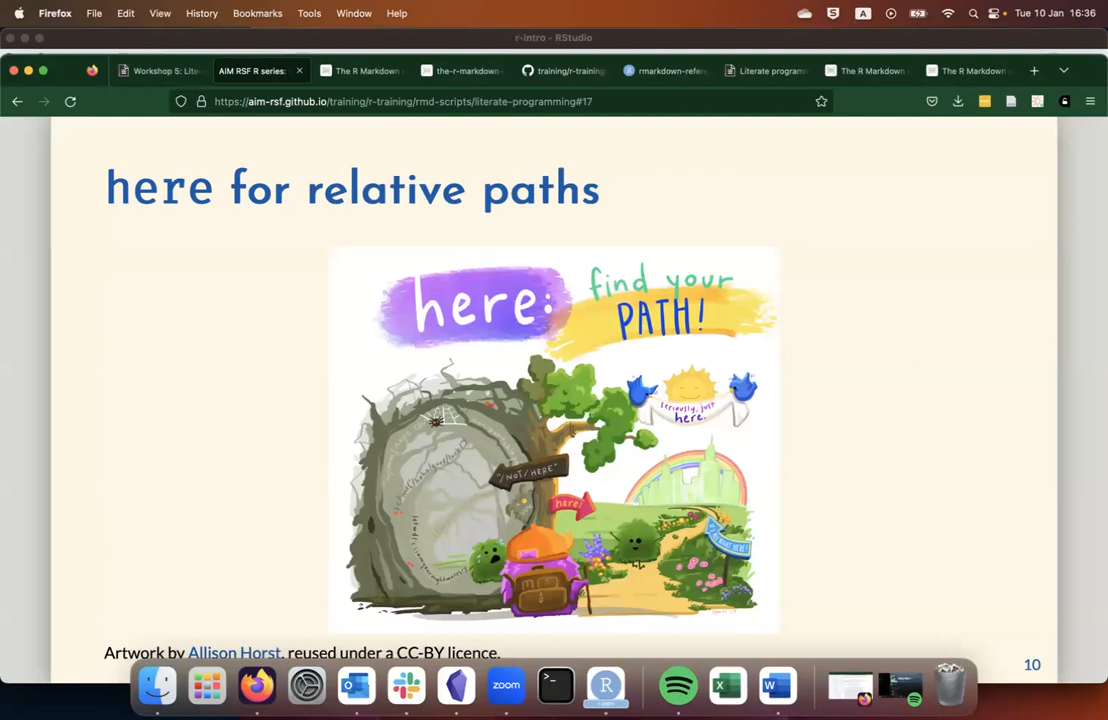 Firefox File Edit View History Bookmarks Tools Window Help Tue 10 Jan 16:36
r-intro - RStudio
Workshop 5: Lite AIM RSF R series: The R Markdown the-r-markdown- training/r-training rmarkdown-refere Literate programm The R Markdown The R Markdown
https://aim-rsf.github.io/training/r-training/rmd-scripts/literate-programming#17
here for relative paths
here: find your
PATH!
seriously, just
here.
"/NOT/HERE"
here!
Artwork by Allison Horst, reused under a CC-BY licence.
10
zoom